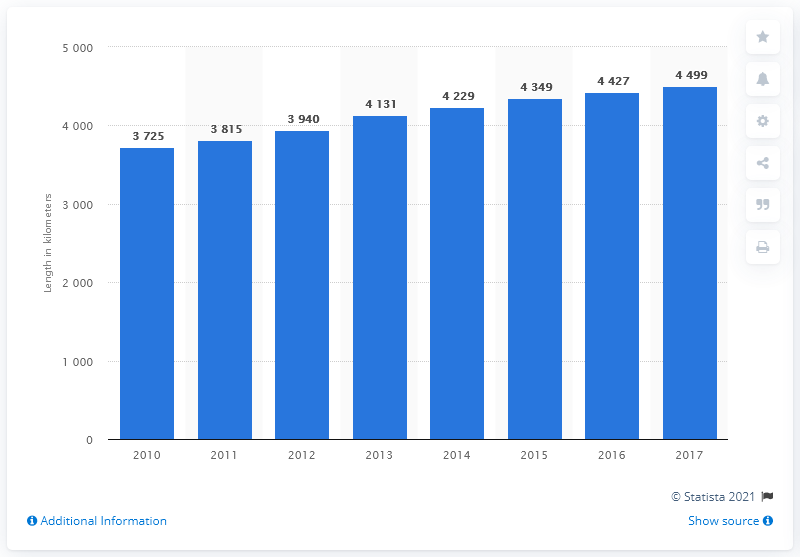 5 000
4 000
3 000
2 000
1 000
0
Length in kilometers
3 725
3 815
3 940
4 131
4 229
4 349
4 427
4 499
2010 2011 2012 2013 2014 2015 2016 2017
© Statista 2021
Additional Information
Show source